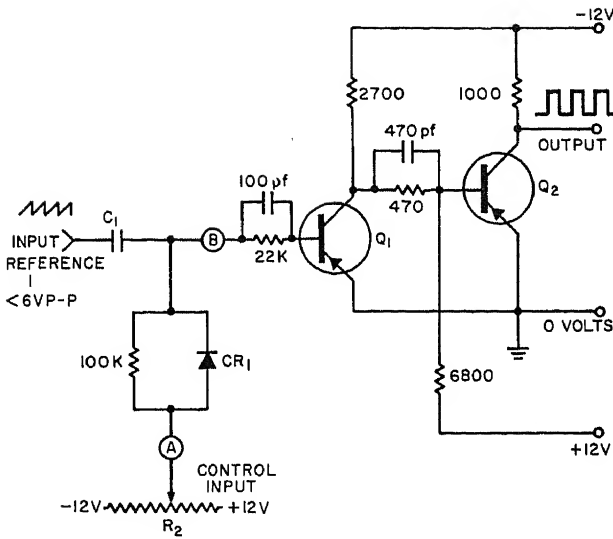 -12V
2700
1000
470 pf
OUTPUT
100 pf
470
Q2
C1
B
Q1
INPUT
REFERENCE
1
<6VP-P
22K
0 VOLTS
100K
CR1
6800
A
CONTROL
INPUT
+12V
-12V
+12V
R2